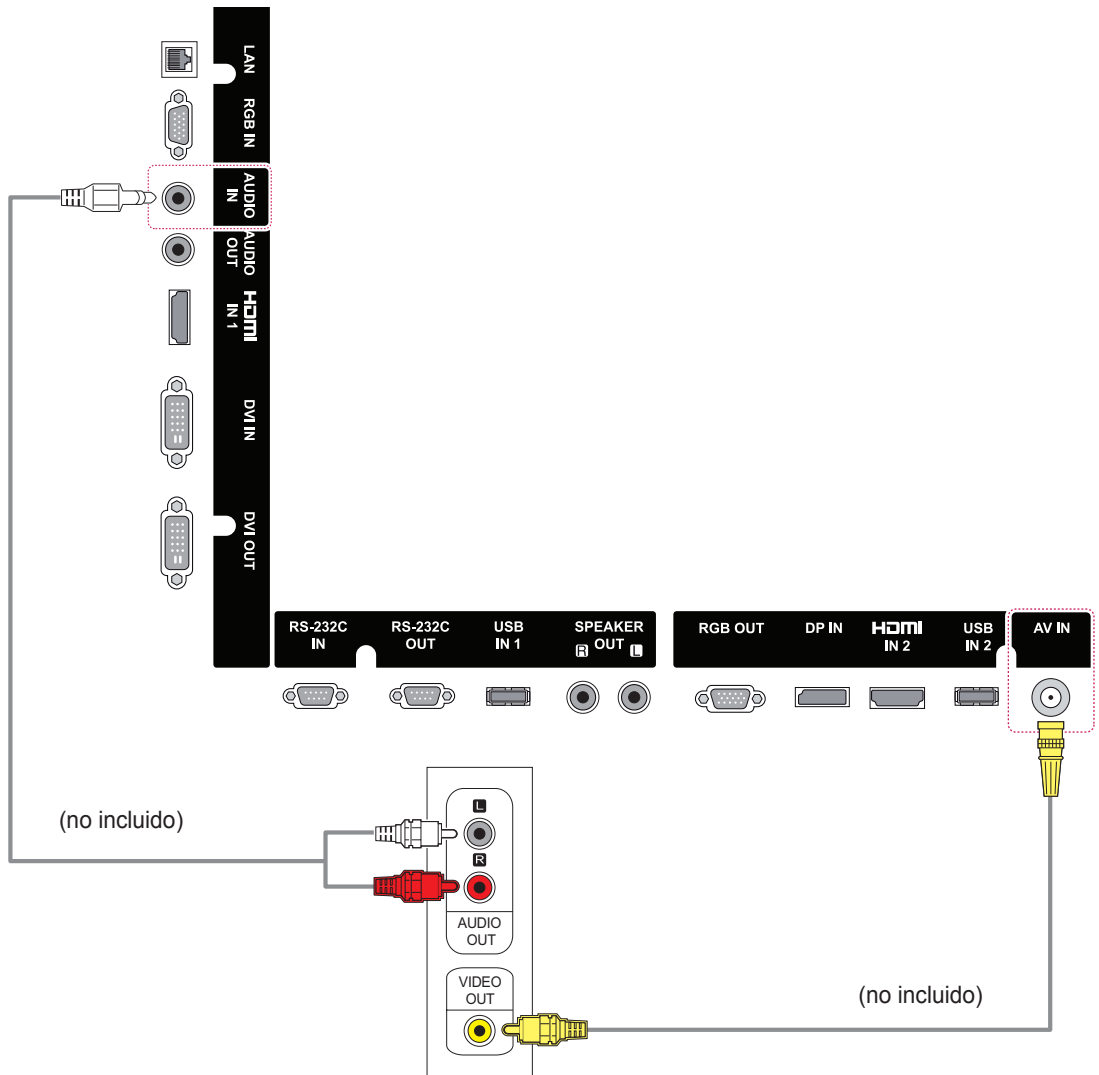 LAN
RGB IN
AUDIO
IN
AUDIO
OUT
HDMI
IN 1
DVI IN
DVI OUT
RS-232C
IN
RS-232C
OUT
USB
IN 1
SPEAKER
R OUT L
RGB OUT
DP IN
HDMI
IN 2
USB
IN 2
AV IN
(no incluido)
L
R
AUDIO
OUT
VIDEO
OUT
(no incluido)